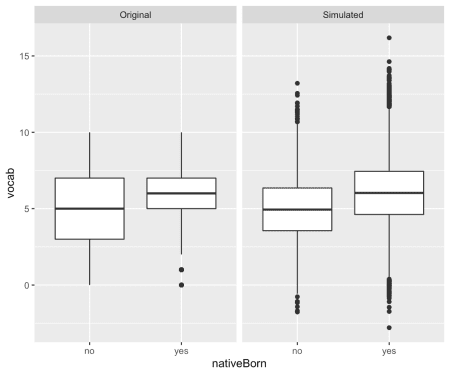 Original
Simulated
vocab
15
10
5
0
no
yes
no
yes
nativeBorn